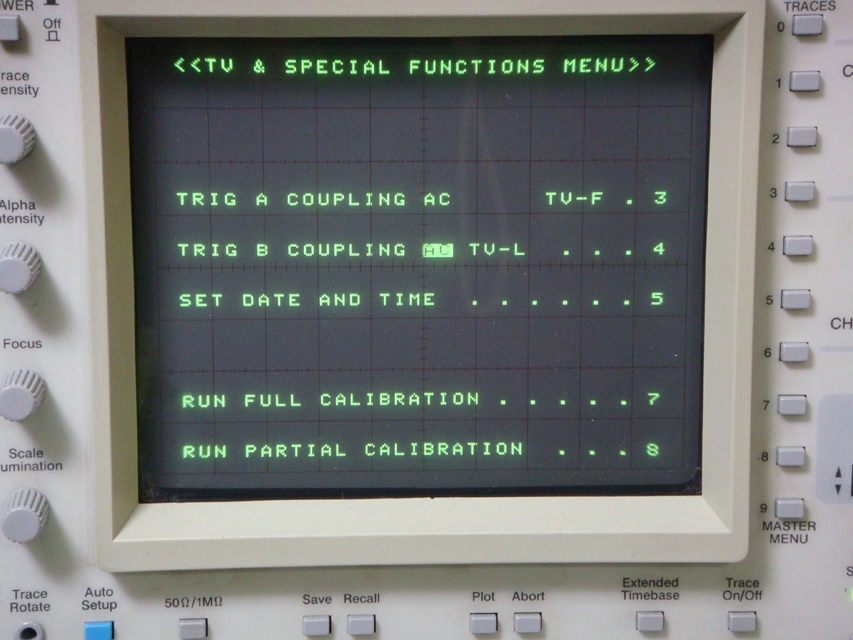 <<TV & SPECIAL FUNCTIONS MENU>>
TRIG A COUPLING AC TV-F . 3
TRIG B COUPLING AC TV-L . . . 4
SET DATE AND TIME . . . . . . 5
RUN FULL CALIBRATION . . . . . 7
RUN PARTIAL CALIBRATION . . . 8
Off
Focus
Scale
TRACES
0
1
2
3
4
5
6
7
8
9
MASTER
MENU
Trace
Rotate
Auto
Setup
50Ω/1MΩ
Save
Recall
Plot
Abort
Extended
Timebase
Trace
On/Off